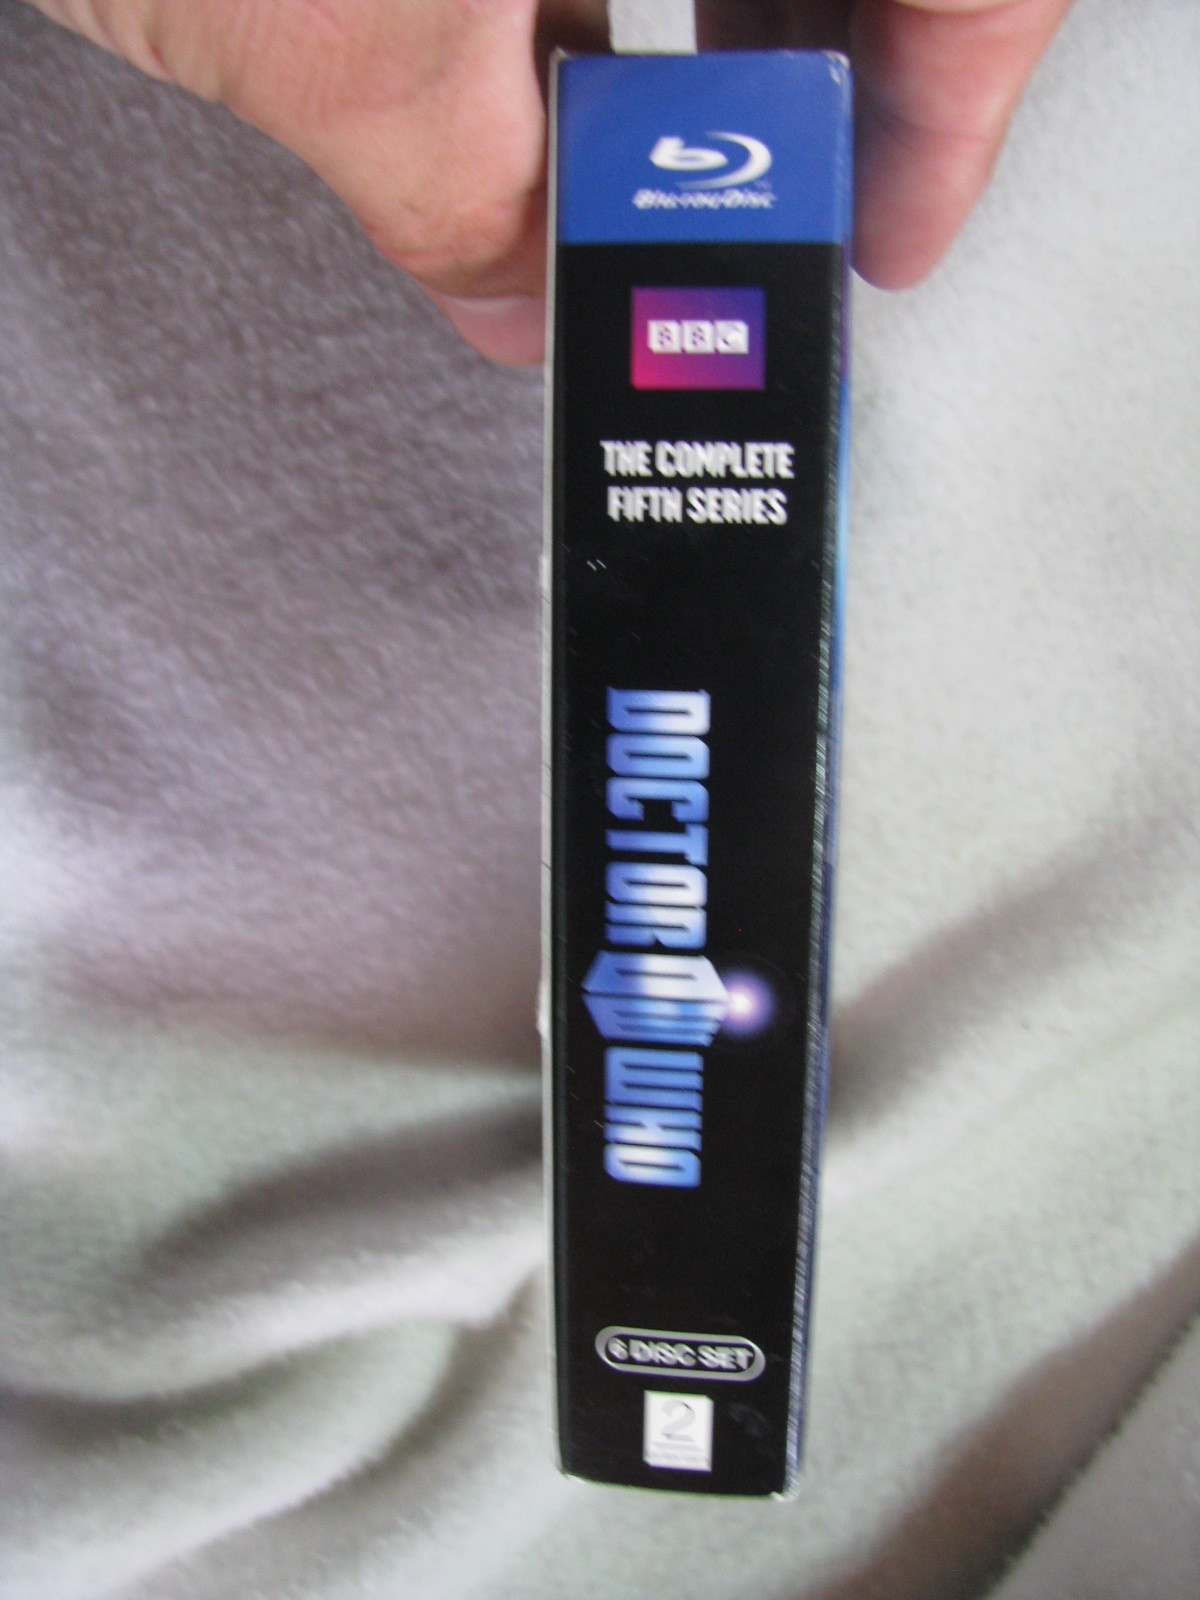 Blu-ray Disc
BBC
THE COMPLETE
FIFTH SERIES
DOCTOR WHO
6 DISC SET
2